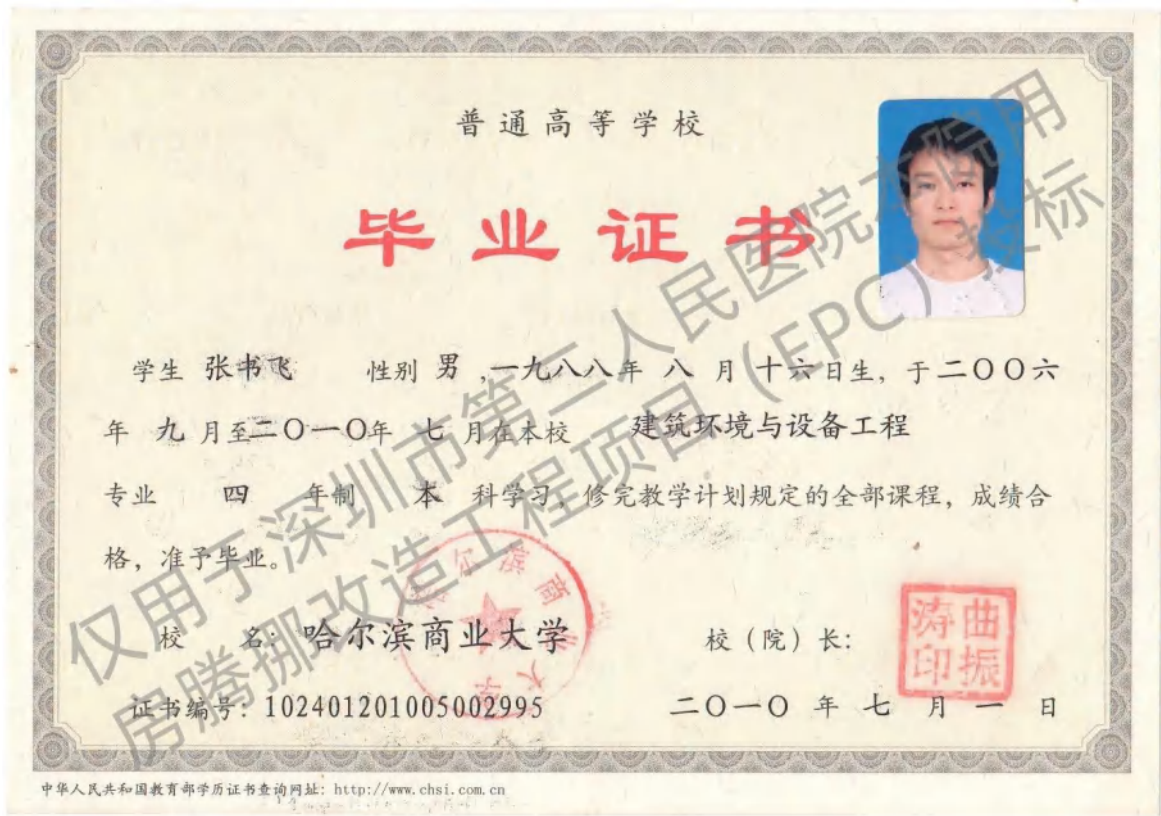 普通高等学校
毕业证书
学生 张书飞 性别 男 ,一九八八年 八 月 十六日生, 于二〇〇六
年 九 月至二〇一〇年 七 月在本校 建筑环境与设备工程
专业 四 年制 本 科学习, 修完教学计划规定的全部课程, 成绩合
格, 准予毕业。
哈尔滨商业大学
校 名: 哈尔滨商业大学 校(院)长:
曲振涛印
证书编号: 102401201005002995 二〇一〇 年 七 月 一 日
中华人民共和国教育部学历证书查询网址: http://www.chsi.com.cn
仅用于深圳市第二人民医院本院用
房腾挪改造工程项目(EPC)投标